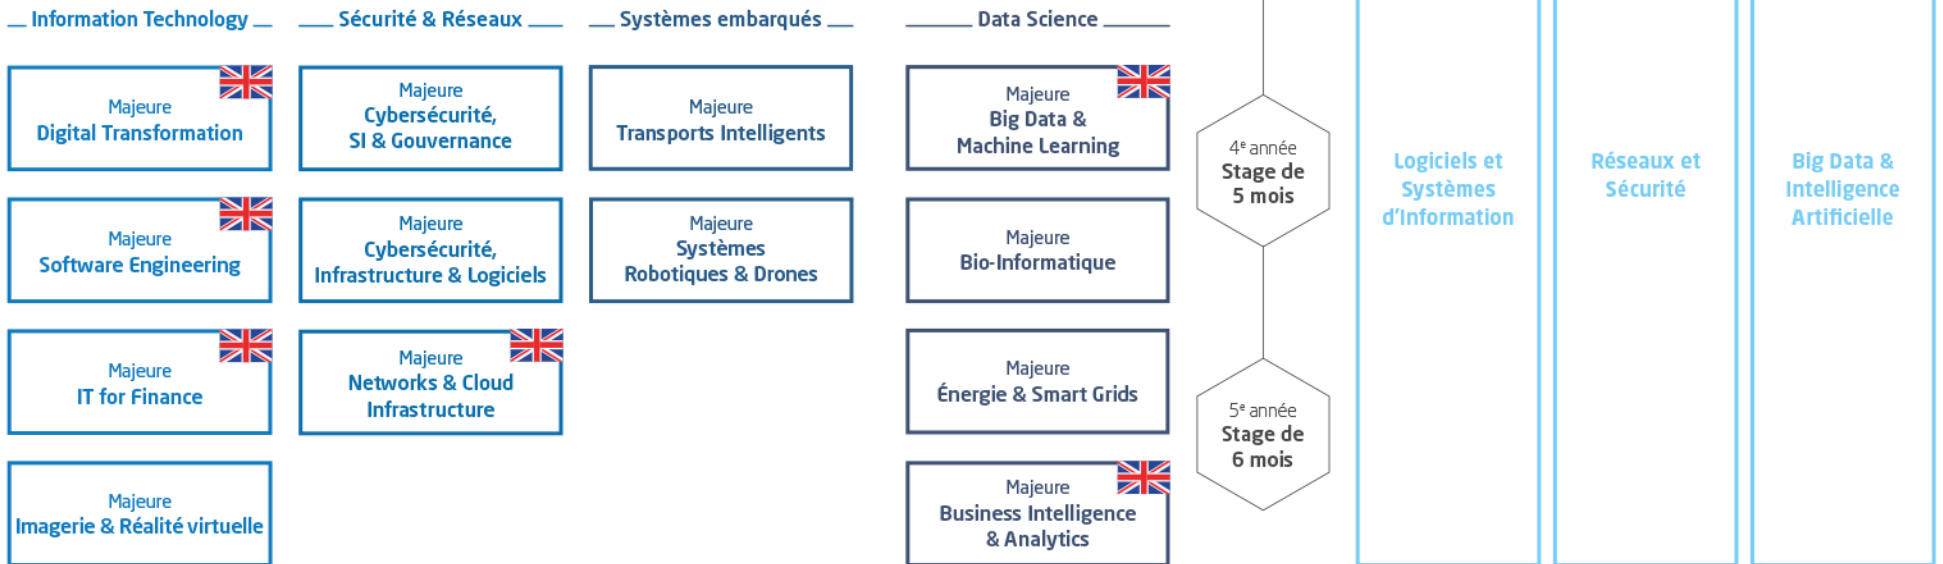 Information Technology
Majeure
Digital Transformation
Majeure
Software Engineering
Majeure
IT for Finance
Majeure
Imagerie & Réalité virtuelle
Sécurité & Réseaux
Majeure
Cybersécurité,
SI & Gouvernance
Majeure
Cybersécurité,
Infrastructure & Logiciels
Majeure
Networks & Cloud
Infrastructure
Systèmes embarqués
Majeure
Transports Intelligents
Majeure
Systèmes
Robotiques & Drones
Data Science
Majeure
Big Data &
Machine Learning
Majeure
Bio-Informatique
Majeure
Énergie & Smart Grids
Majeure
Business Intelligence
& Analytics
4e année
Stage de
5 mois
5e année
Stage de
6 mois
Logiciels et
Systèmes
d'Information
Réseaux et
Sécurité
Big Data &
Intelligence
Artificielle